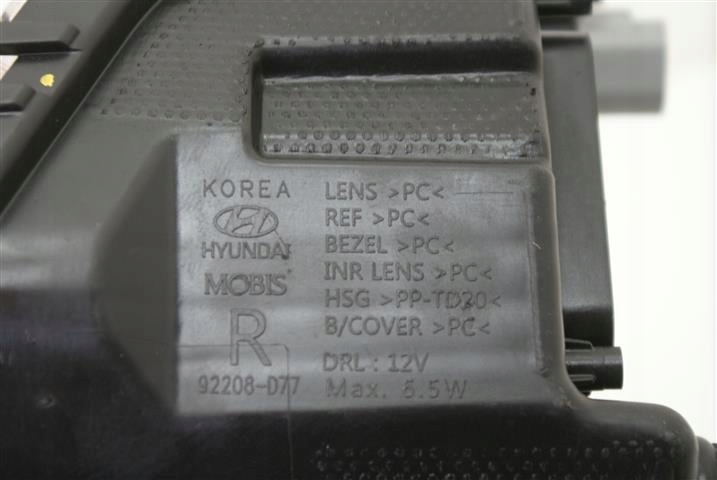 KOREA
HYUNDAI
MOBIS
R
92208-D77
LENS >PC<
REF >PC<
BEZEL >PC<
INR LENS >PC<
HSG >PP-TD20<
B/COVER >PC<
DRL : 12V
Max. 6.5W